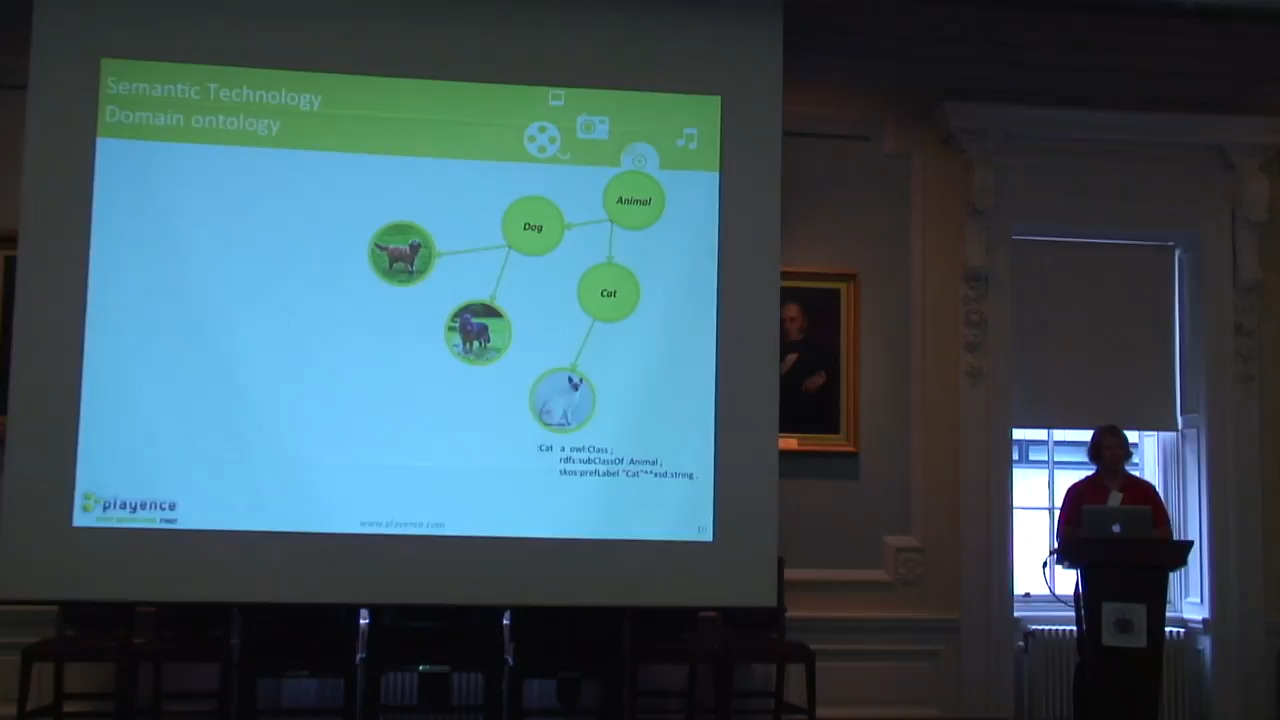 Semantic Technology
Domain ontology
Animal
Dog
Cat
:Cat a owl:Class ;
rdfs:subClassOf :Animal ;
skos:prefLabel "Cat"^^xsd:string .
playence
www.playence.com
10